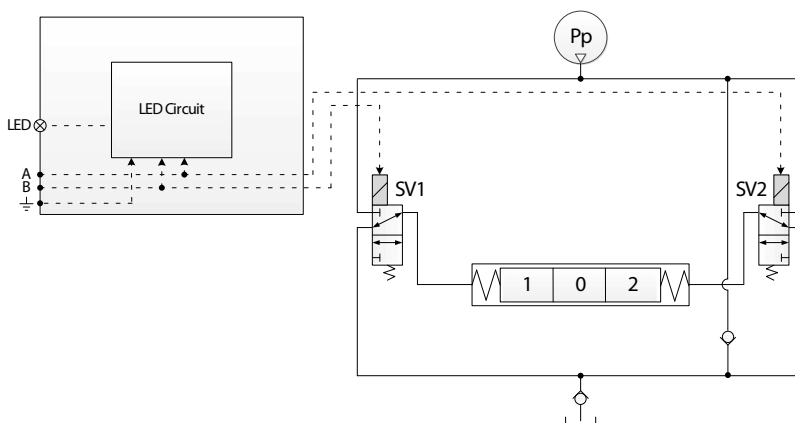 Pp
LED Circuit
LED
A
B
SV1
SV2
1 0 2